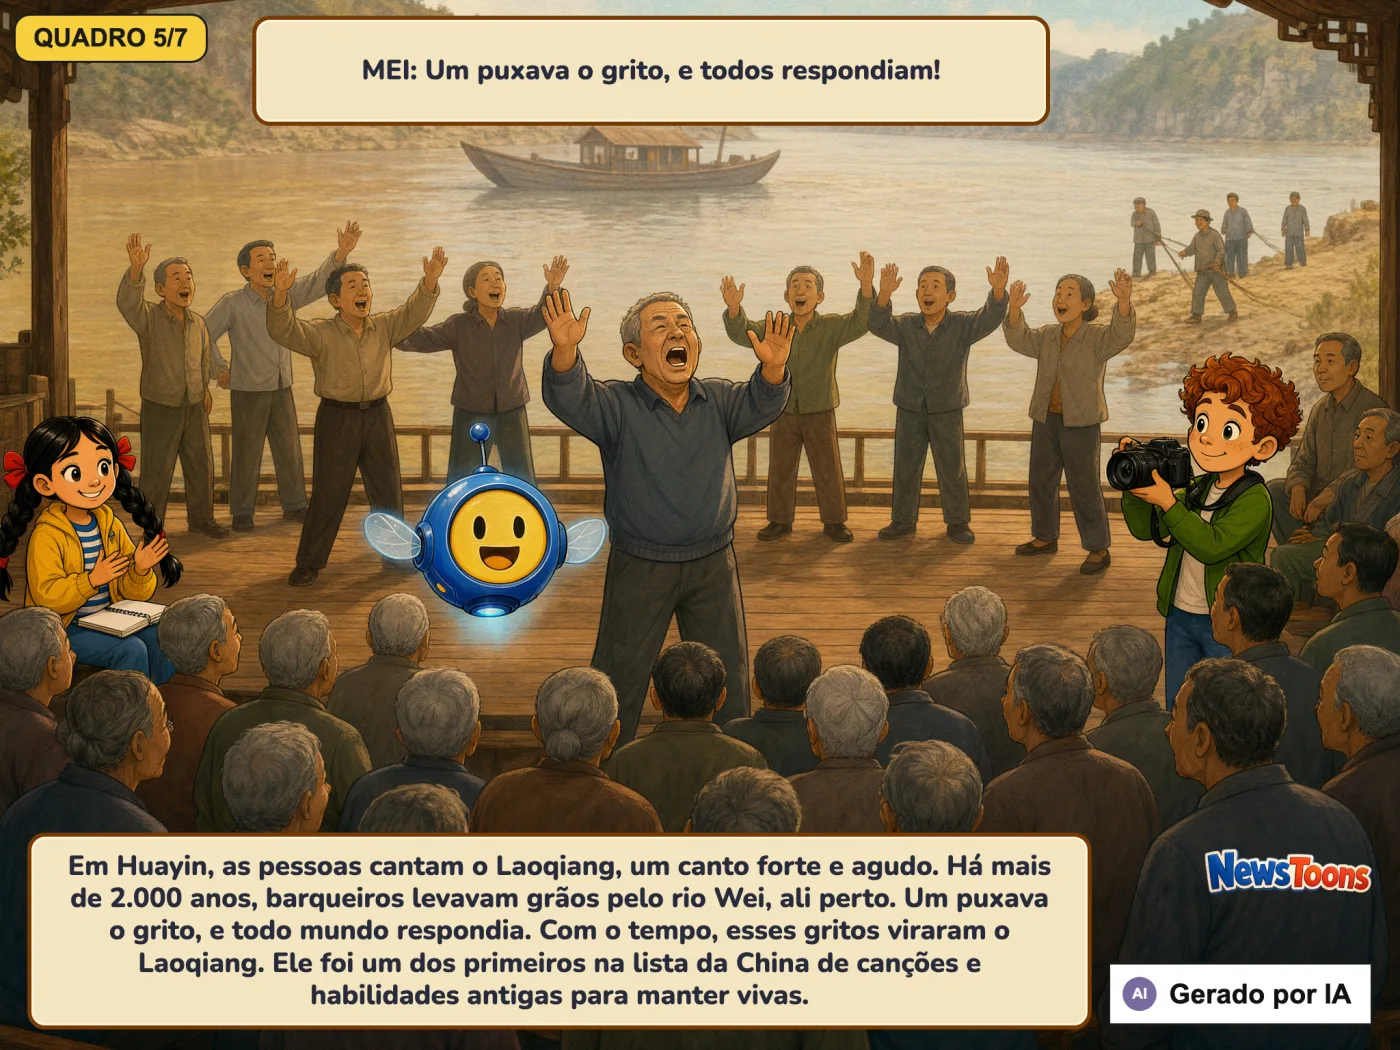 QUADRO 5/7
MEI: Um puxava o grito, e todos respondiam!
Em Huayin, as pessoas cantam o Laoqiang, um canto forte e agudo. Há mais
de 2.000 anos, barqueiros levavam grãos pelo rio Wei, ali perto. Um puxava
o grito, e todo mundo respondia. Com o tempo, esses gritos viraram o
Laoqiang. Ele foi um dos primeiros na lista da China de canções e
habilidades antigas para manter vivas.
NewsToons
AI Gerado por IA